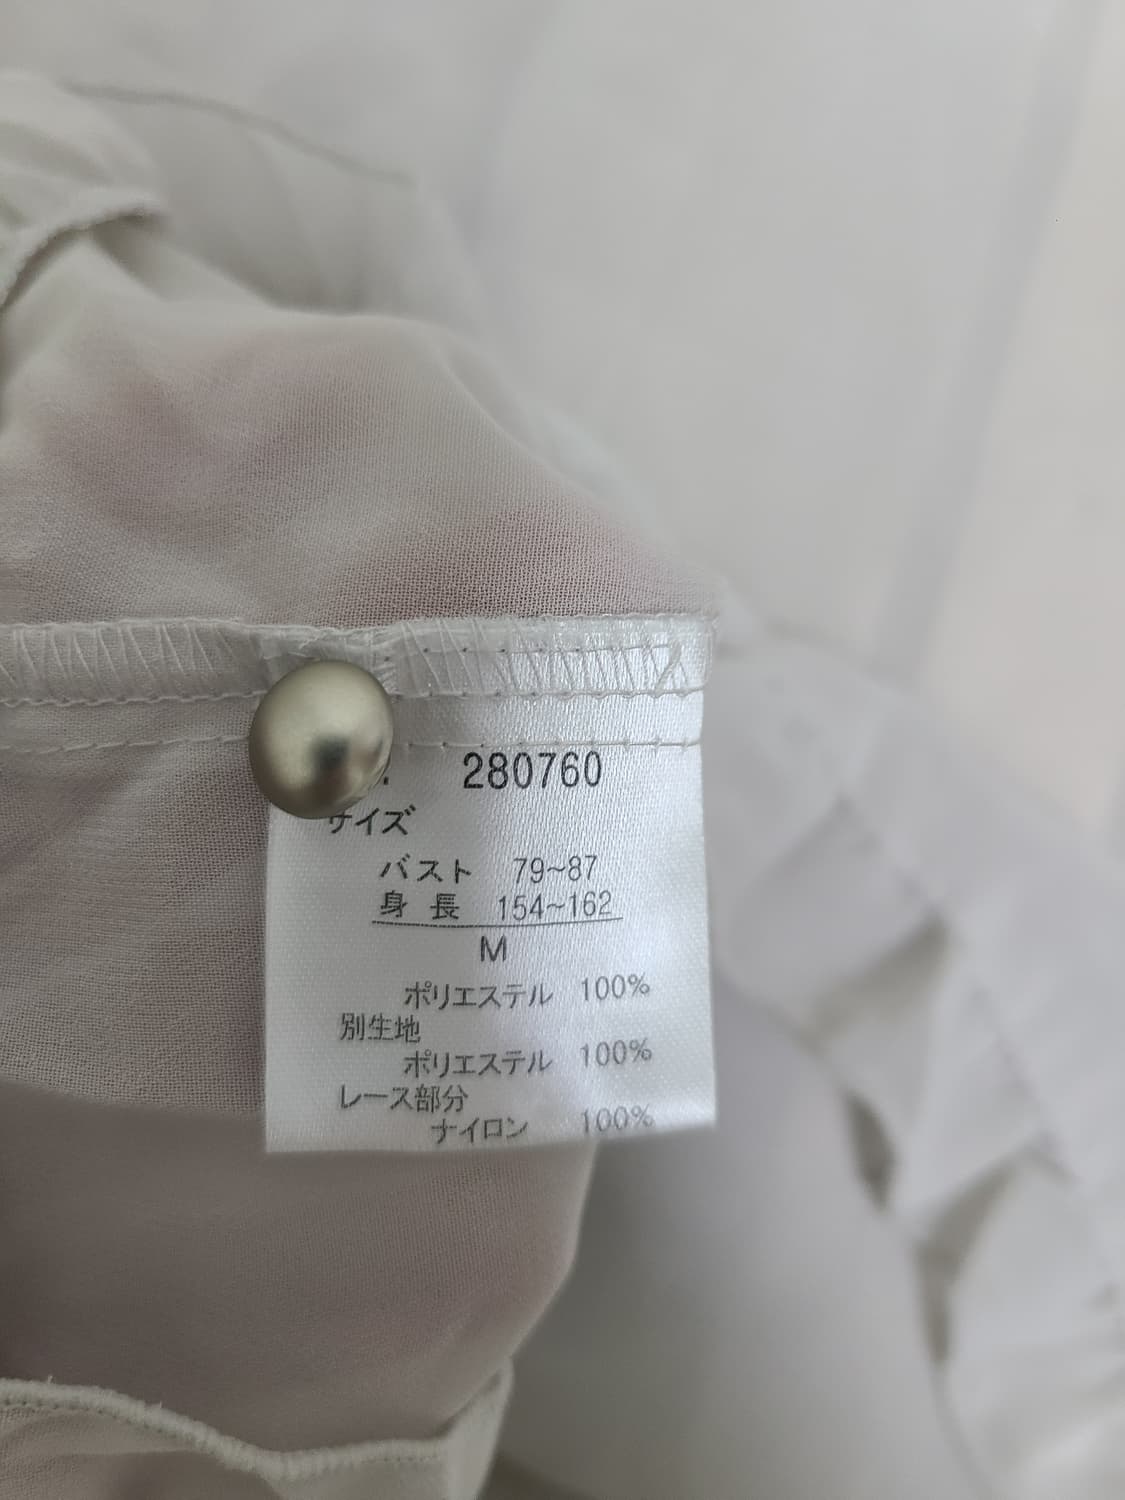 280760
サイズ
バスト 79~87
身長 154~162
M
ポリエステル 100%
別生地
ポリエステル 100%
レース部分
ナイロン 100%